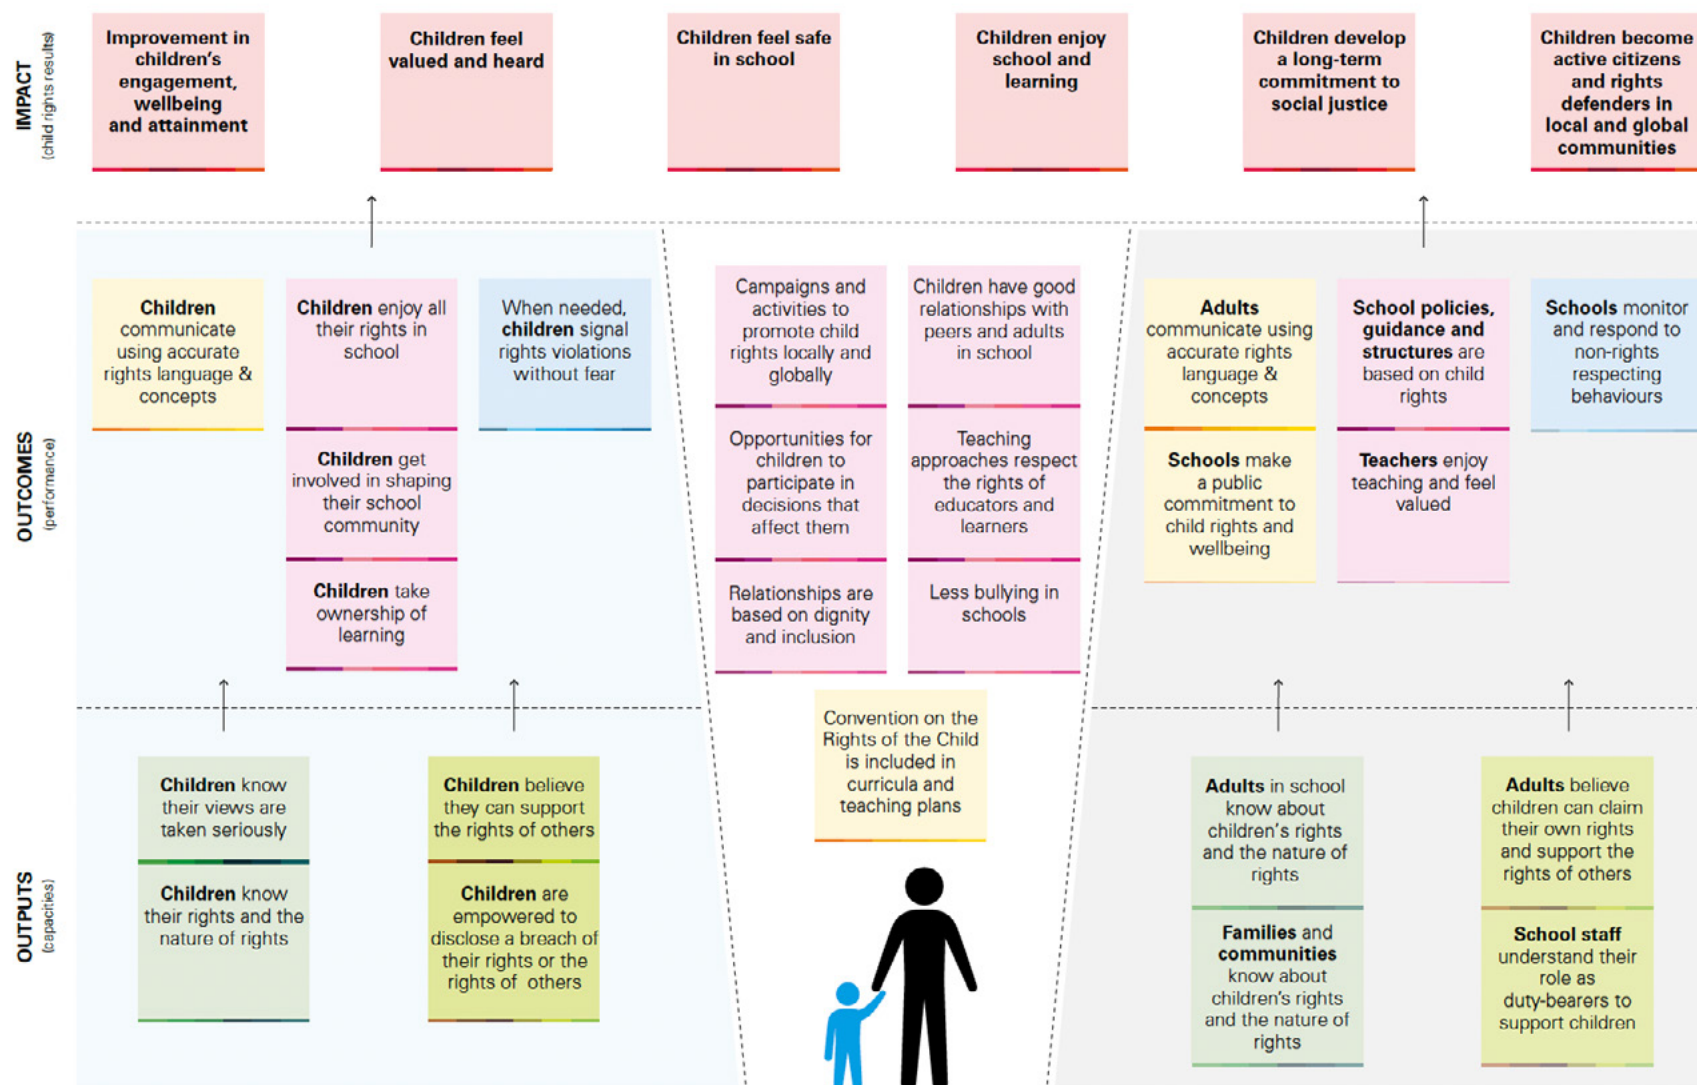 IMPACT
(child rights results)
Improvement in
children's
engagement,
wellbeing
and attainment
Children feel
valued and heard
Children feel safe
in school
Children enjoy
school and
learning
Children develop
a long-term
commitment to
social justice
Children become
active citizens
and rights
defenders in
local and global
communities
OUTCOMES
(performance)
Children
communicate
using accurate
rights language &
concepts
Children enjoy all
their rights in
school
Children get
involved in shaping
their school
community
Children take
ownership of
learning
When needed,
children signal
rights violations
without fear
Campaigns and
activities to
promote child
rights locally and
globally
Opportunities for
children to
participate in
decisions that
affect them
Relationships are
based on dignity
and inclusion
Children have good
relationships with
peers and adults
in school
Teaching
approaches respect
the rights of
educators and
learners
Less bullying in
schools
Adults
communicate using
accurate rights
language &
concepts
Schools make
a public
commitment to
child rights and
wellbeing
School policies,
guidance and
structures are
based on child
rights
Teachers enjoy
teaching and feel
valued
Schools monitor
and respond to
non-rights
respecting
behaviours
OUTPUTS
(capacities)
Children know
their views are
taken seriously
Children know
their rights and the
nature of rights
Children believe
they can support
the rights of others
Children are
empowered to
disclose a breach of
their rights or the
rights of others
Convention on the
Rights of the Child
is included in
curricula and
teaching plans
Adults in school
know about
children's rights
and the nature of
rights
Families and
communities
know about
children's rights
and the nature of
rights
Adults believe
children can claim
their own rights
and support the
rights of others
School staff
understand their
role as
duty-bearers to
support children